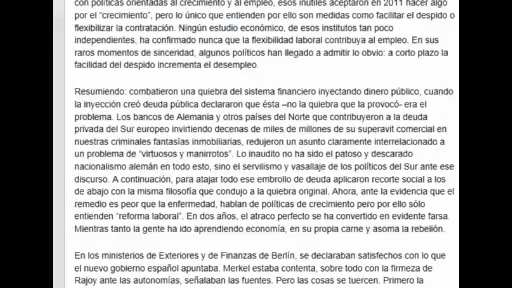 con políticas orientadas al crecimiento y al empleo, esos inútiles aceptaron en 2011 hacer algo
por el “crecimiento”, pero lo único que entienden por ello son medidas como facilitar el despido o
flexibilizar la contratación. Ningún estudio económico, de esos institutos tan poco
independientes, ha confirmado nunca que la flexibilidad laboral contribuya al empleo. En sus
raros momentos de sinceridad, algunos políticos han llegado a admitir lo obvio: a corto plazo la
facilidad del despido incrementa el desempleo.
Resumiendo: combatieron una quiebra del sistema financiero inyectando dinero público, cuando
la inyección creó deuda pública declararon que ésta –no la quiebra que la provocó- era el
problema. Los bancos de Alemania y otros países del Norte que contribuyeron a la deuda
privada del Sur europeo invirtiendo decenas de miles de millones de su superavit comercial en
nuestras criminales fantasías inmobiliarias, redujeron un asunto claramente interrelacionado a
un problema de “virtuosos y manirrotos”. Lo inaudito no ha sido el patoso y descarado
nacionalismo alemán en todo esto, sino el servilismo y vasallaje de los políticos del Sur ante ese
discurso. A continuación, para atajar todo ese embrollo de deuda aplicaron recorte social a los
de abajo con la misma filosofía que condujo a la quiebra original. Ahora, ante la evidencia que el
remedio es peor que la enfermedad, hablan de políticas de crecimiento pero por ello sólo
entienden “reforma laboral”. En dos años, el atraco perfecto se ha convertido en evidente farsa.
Mientras tanto la gente ha ido aprendiendo economía, en su propia carne y asoma la rebelión.
En los ministerios de Exteriores y de Finanzas de Berlín, se declaraban satisfechos con lo que
el nuevo gobierno español apuntaba. Merkel estaba contenta, sobre todo con la firmeza de
Rajoy ante las autonomías, señalaban las fuentes. Pero las cosas se tuercen. Primero la